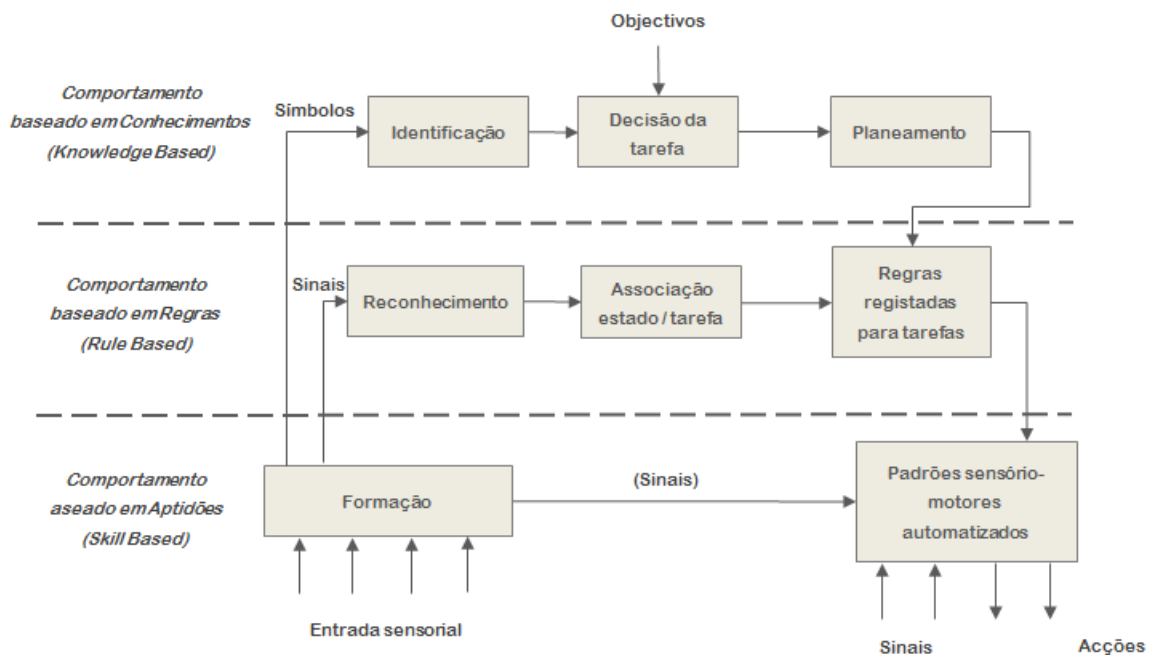 Objectivos
Comportamento
baseado em Conhecimentos
(Knowledge Based)
Símbolos
Identificação
Decisão da
tarefa
Planeamento
Comportamento
baseado em Regras
(Rule Based)
Sinais
Reconhecimento
Associação
estado / tarefa
Regras
registadas
para tarefas
Comportamento
aseado em Aptidões
(Skill Based)
Formação
(Sinais)
Padrões sensório-
motores
automatizados
Entrada sensorial
Sinais
Acções